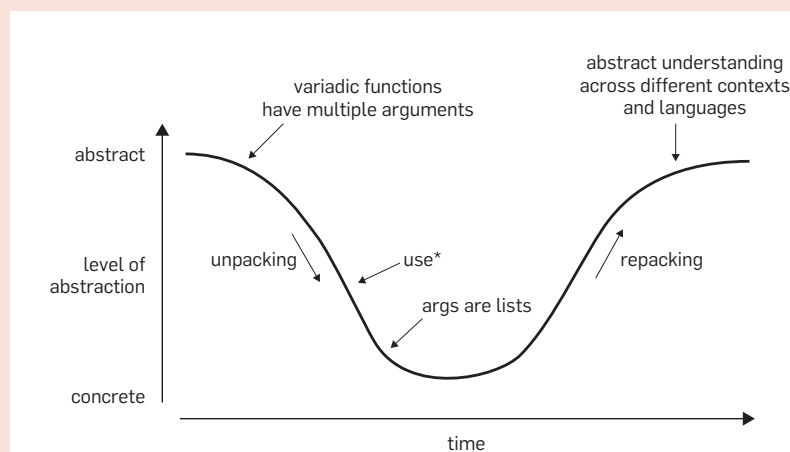 abstract understanding
across different contexts
and languages
variadic functions
have multiple arguments
abstract
level of
abstraction
unpacking
use*
repacking
args are lists
concrete
time